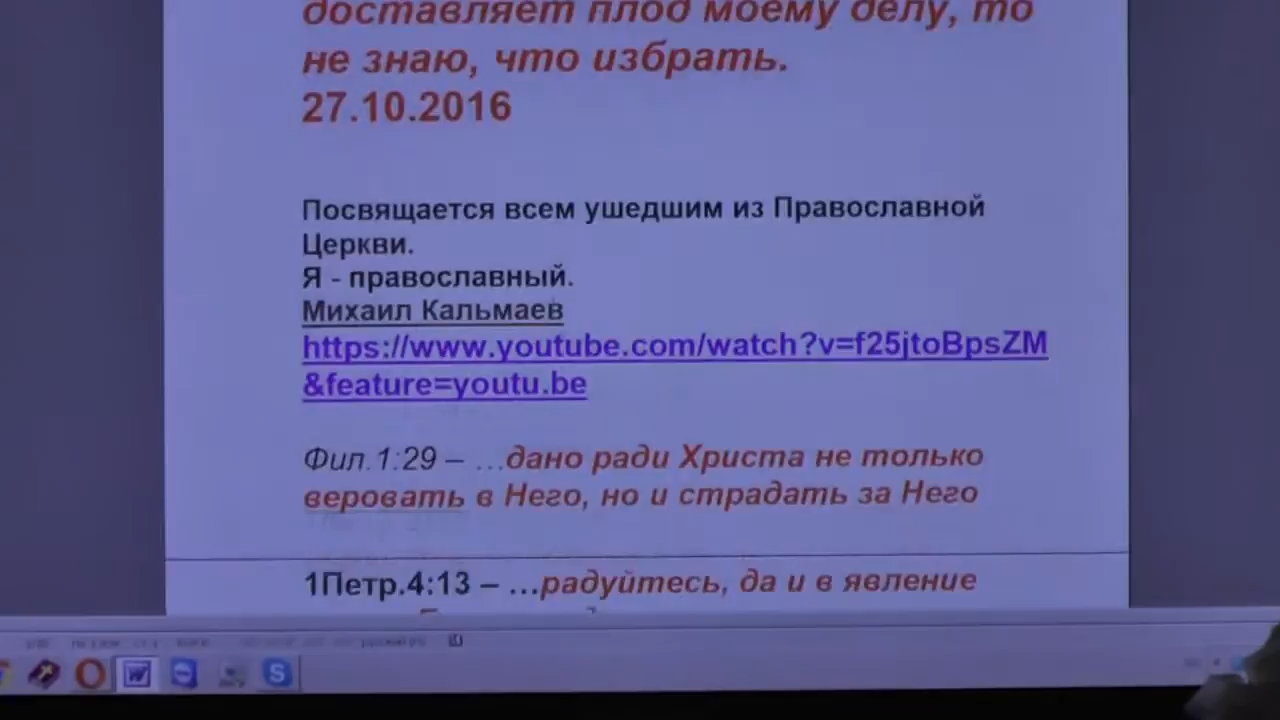 доставляет плод моему делу, то
не знаю, что избрать.
27.10.2016
Посвящается всем ушедшим из Православной
Церкви.
Я - православный.
Михаил Кальмаев
https://www.youtube.com/watch?v=f25jtoBpsZM
&feature=youtu.be
Фил.1:29 – …дано ради Христа не только
веровать в Него, но и страдать за Него
1Петр.4:13 – …радуйтесь, да и в явление